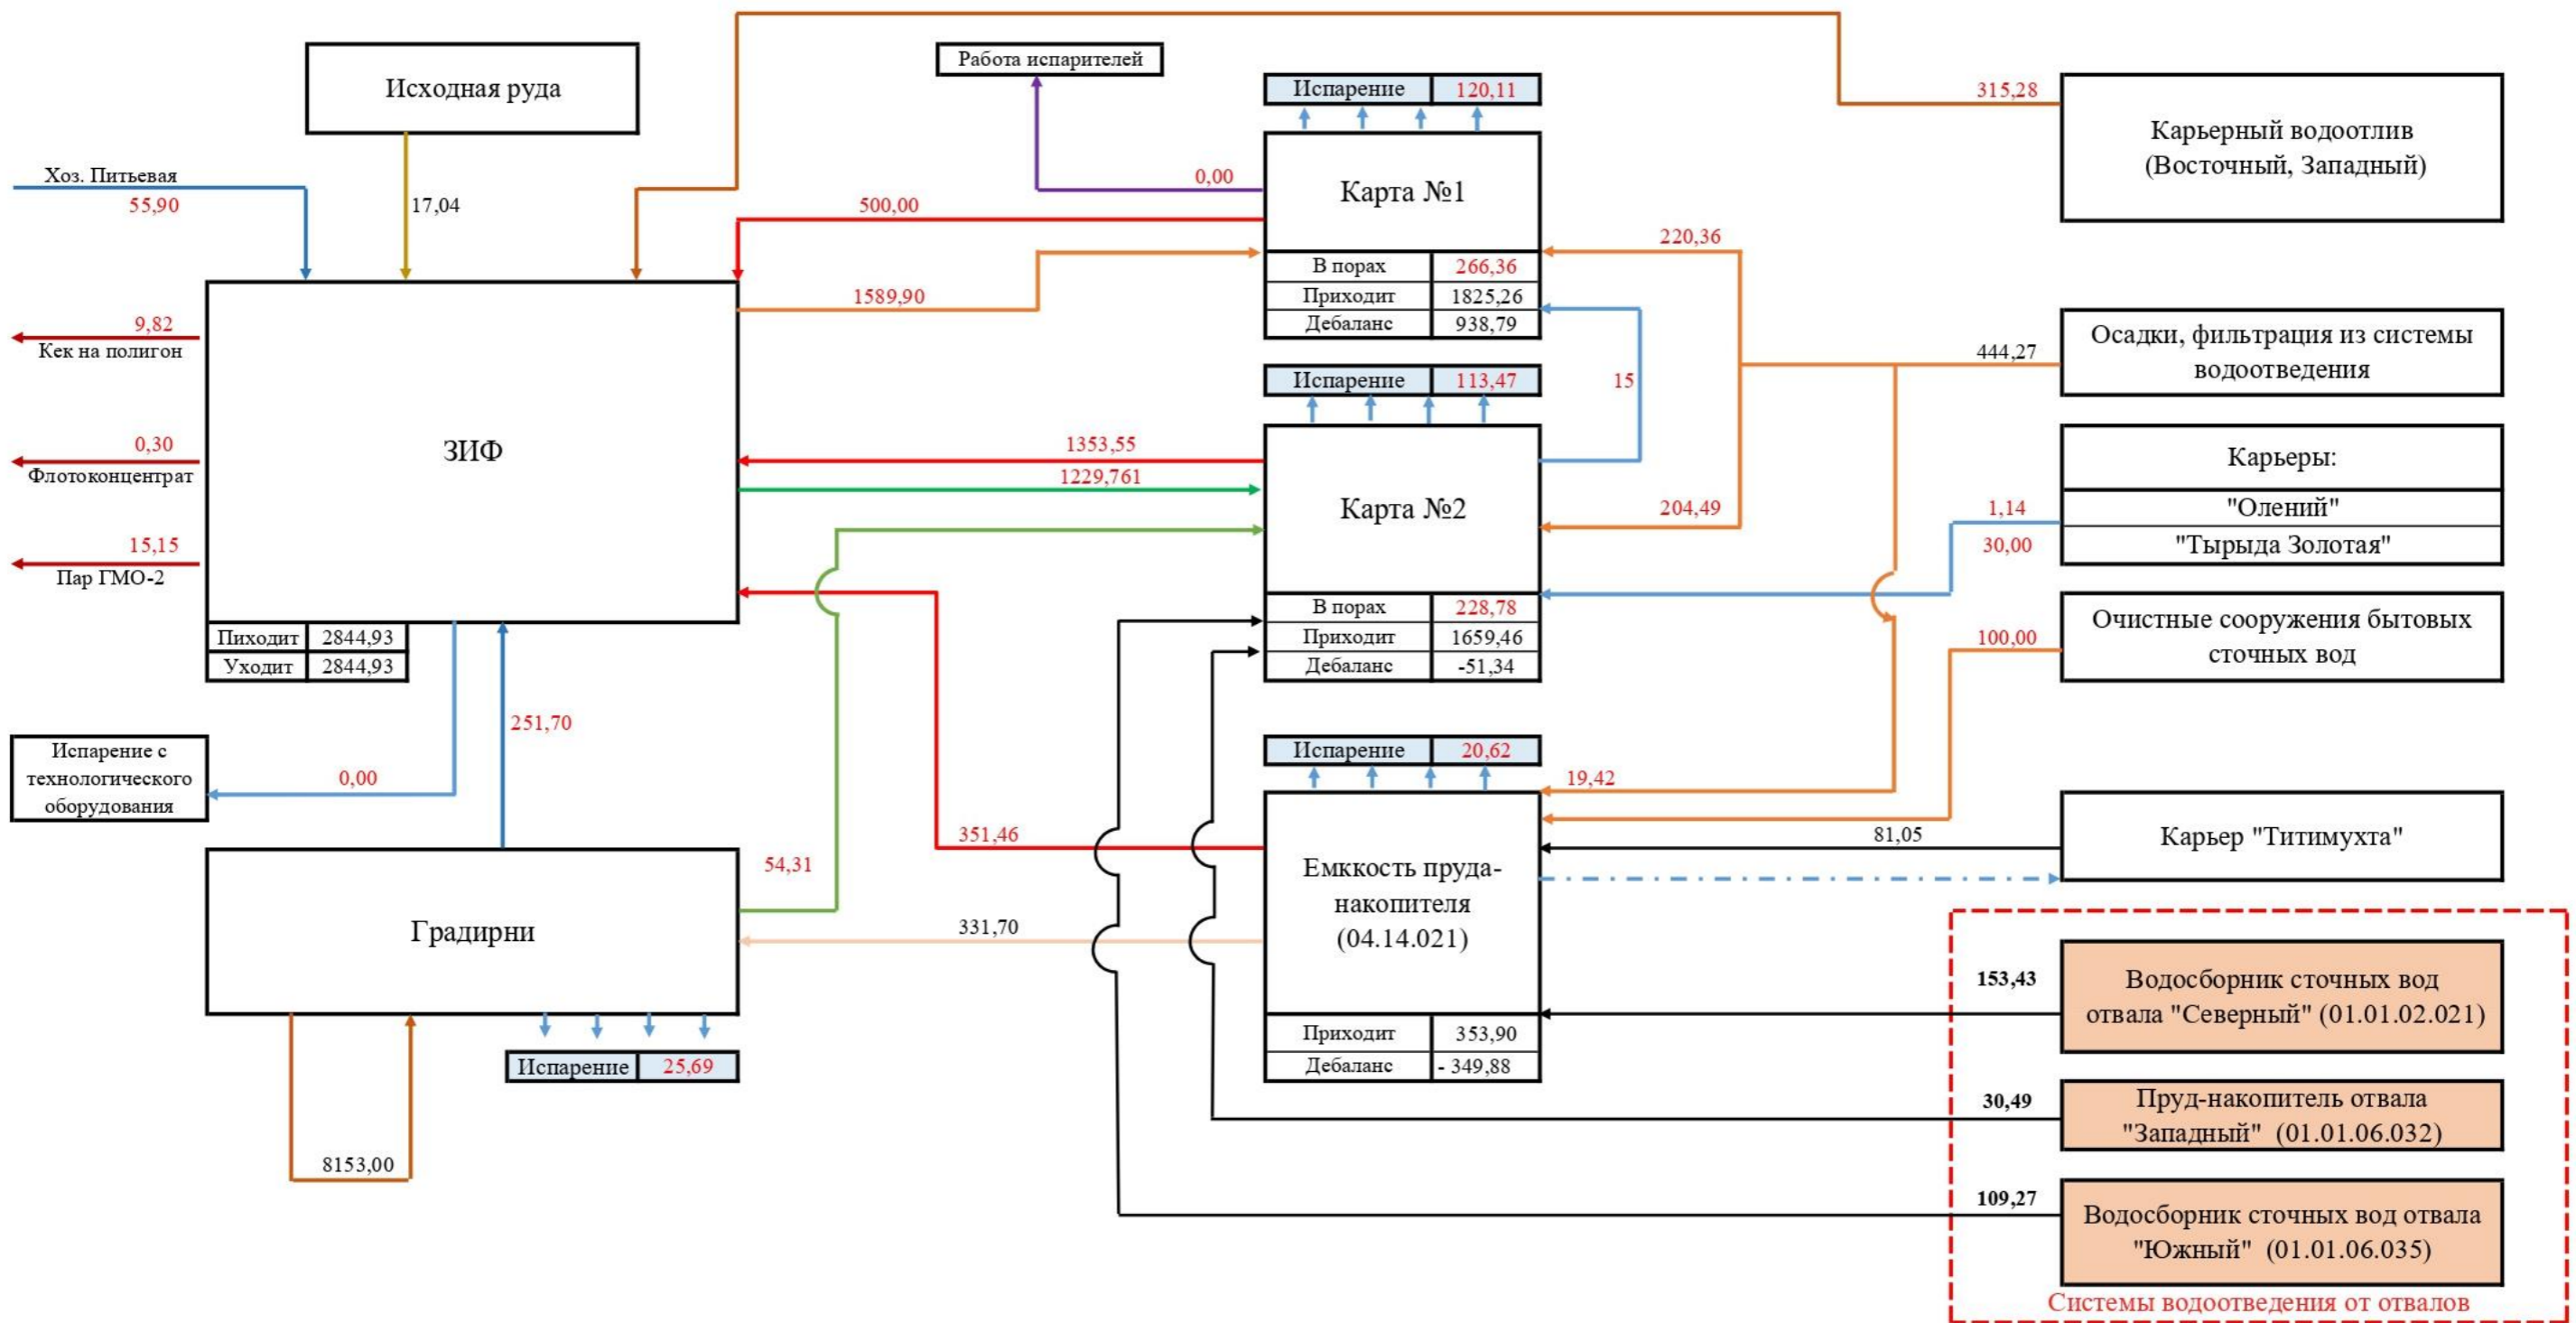 Исходная руда
Хоз. Питьевая
55,90
17,04
Работа испарителей
Испарение 120,11
315,28
Карьерный водоотлив
(Восточный, Западный)
0,00
Карта №1
500,00
220,36
В порах 266,36
1589,90
Приходит 1825,26
Дебаланс 938,79
9,82
Кек на полигон
444,27
Осадки, фильтрация из системы
водоотведения
Испарение 113,47
15
0,30
Флотоконцентрат
ЗИФ
1353,55
1229,761
Карта №2
204,49
Карьеры:
1,14
"Олений"
30,00
"Тырыда Золотая"
15,15
Пар ГМО-2
В порах 228,78
Приходит 1659,46
Дебаланс -51,34
100,00
Очистные сооружения бытовых
сточных вод
Пиходит 2844,93
Уходит 2844,93
251,70
Испарение с
технологического
оборудования
0,00
Испарение 20,62
19,42
351,46
81,05
Карьер "Титимухта"
54,31
Емккость пруда-
накопителя
(04.14.021)
Градирни
331,70
153,43
Водосборник сточных вод
отвала "Северный" (01.01.02.021)
Приходит 353,90
Дебаланс - 349,88
Испарение 25,69
30,49
Пруд-накопитель отвала
"Западный" (01.01.06.032)
8153,00
109,27
Водосборник сточных вод отвала
"Южный" (01.01.06.035)
Системы водоотведения от отвалов